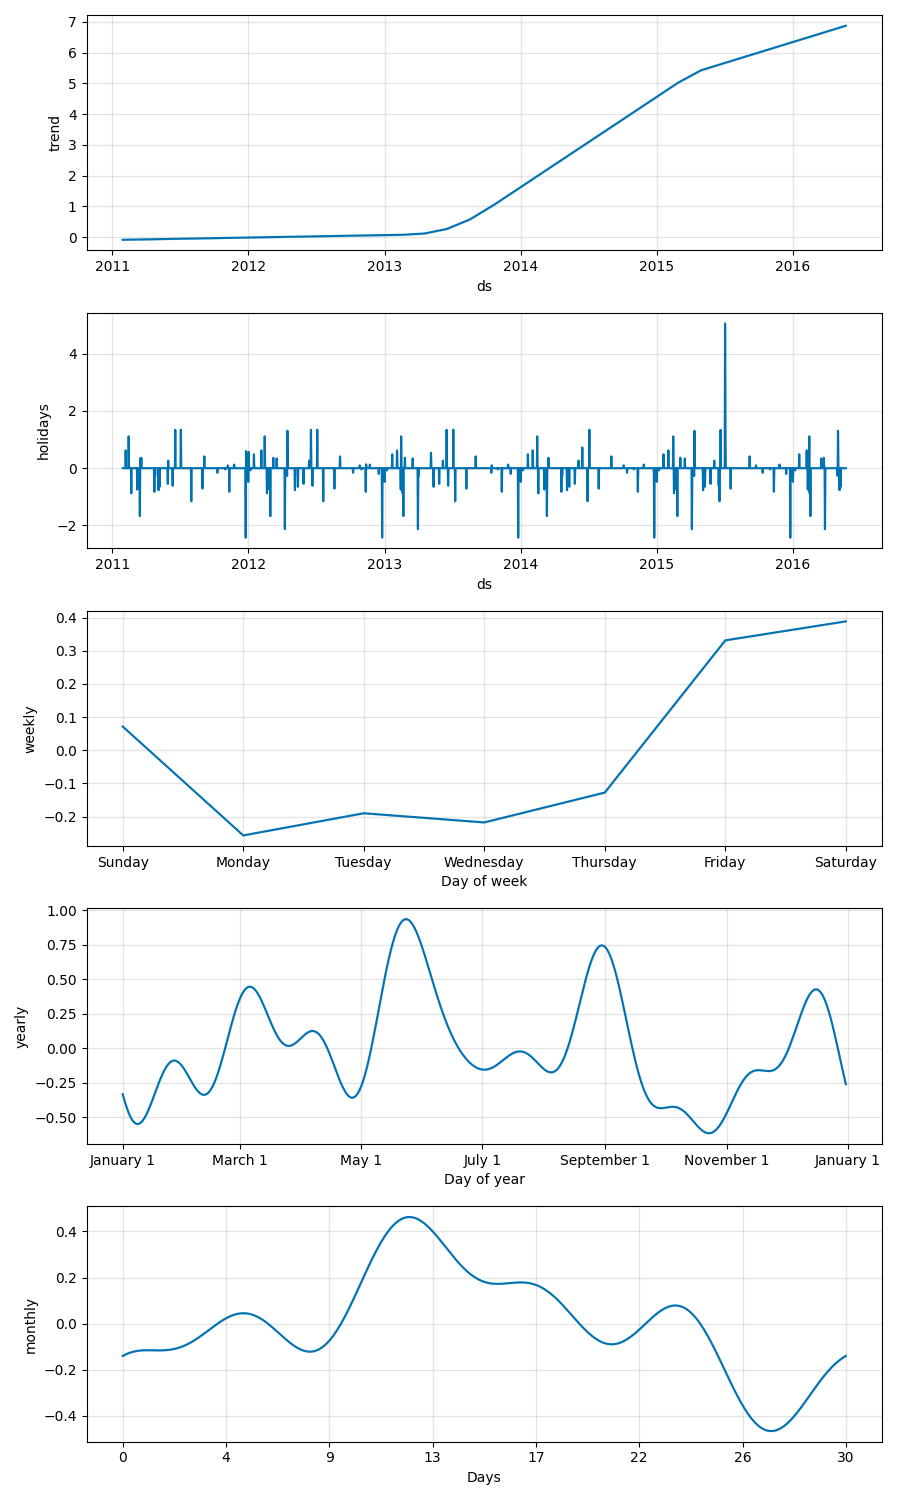 7
6
5
4
3
2
1
0
trend
2011 2012 2013 2014 2015 2016
ds
4
2
0
−2
holidays
2011 2012 2013 2014 2015 2016
ds
0.4
0.3
0.2
0.1
0.0
−0.1
−0.2
weekly
Sunday Monday Tuesday Wednesday Thursday Friday Saturday
Day of week
1.00
0.75
0.50
0.25
0.00
−0.25
−0.50
yearly
January 1 March 1 May 1 July 1 September 1 November 1 January 1
Day of year
0.4
0.2
0.0
−0.2
−0.4
monthly
0 4 9 13 17 22 26 30
Days